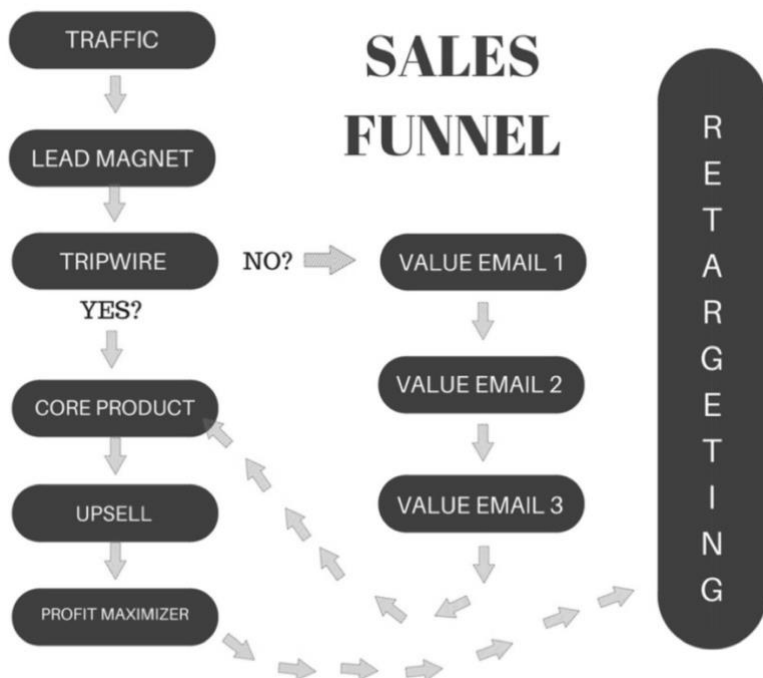 TRAFFIC
SALES
FUNNEL
LEAD MAGNET
TRIPWIRE
NO?
VALUE EMAIL 1
YES?
VALUE EMAIL 2
CORE PRODUCT
VALUE EMAIL 3
UPSELL
PROFIT MAXIMIZER
RETARGETING